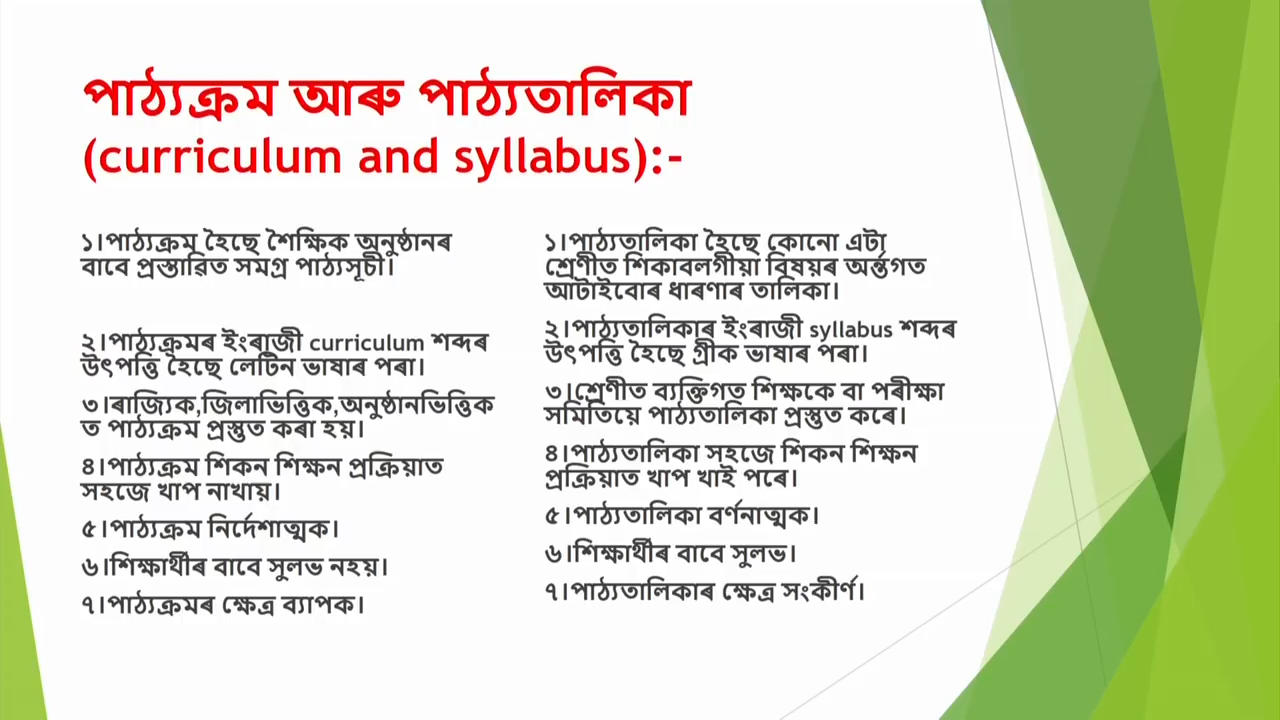 পাঠ্যক্ৰম আৰু পাঠ্যতালিকা
(curriculum and syllabus):-
১।পাঠ্যক্ৰম হৈছে শৈক্ষিক অনুষ্ঠানৰ
বাবে প্ৰস্তাৱিত সমগ্ৰ পাঠ্যসূচী।
২।পাঠ্যক্ৰমৰ ইংৰাজী curriculum শব্দৰ
উৎপত্তি হৈছে লেটিন ভাষাৰ পৰা।
৩।ৰাজ্যিক,জিলাভিত্তিক,অনুষ্ঠানভিত্তিক
ত পাঠ্যক্ৰম প্ৰস্তুত কৰা হয়।
৪।পাঠ্যক্ৰম শিকন শিক্ষন প্ৰক্ৰিয়াত
সহজে খাপ নাখায়।
৫।পাঠ্যক্ৰম নিৰ্দেশাত্মক।
৬।শিক্ষাৰ্থীৰ বাবে সুলভ নহয়।
৭।পাঠ্যক্ৰমৰ ক্ষেত্ৰ ব্যাপক।
১।পাঠ্যতালিকা হৈছে কোনো এটা
শ্ৰেণীত শিকাবলগীয়া বিষয়ৰ অৰ্ন্তগত
আটাইবোৰ ধাৰণাৰ তালিকা।
২।পাঠ্যতালিকাৰ ইংৰাজী syllabus শব্দৰ
উৎপত্তি হৈছে গ্ৰীক ভাষাৰ পৰা।
৩।শ্ৰেণীত ব্যক্তিগত শিক্ষকে বা পৰীক্ষা
সমিতিয়ে পাঠ্যতালিকা প্ৰস্তুত কৰে।
৪।পাঠ্যতালিকা সহজে শিকন শিক্ষন
প্ৰক্ৰিয়াত খাপ খাই পৰে।
৫।পাঠ্যতালিকা বৰ্ণনাত্মক।
৬।শিক্ষাৰ্থীৰ বাবে সুলভ।
৭।পাঠ্যতালিকাৰ ক্ষেত্ৰ সংকীৰ্ণ।